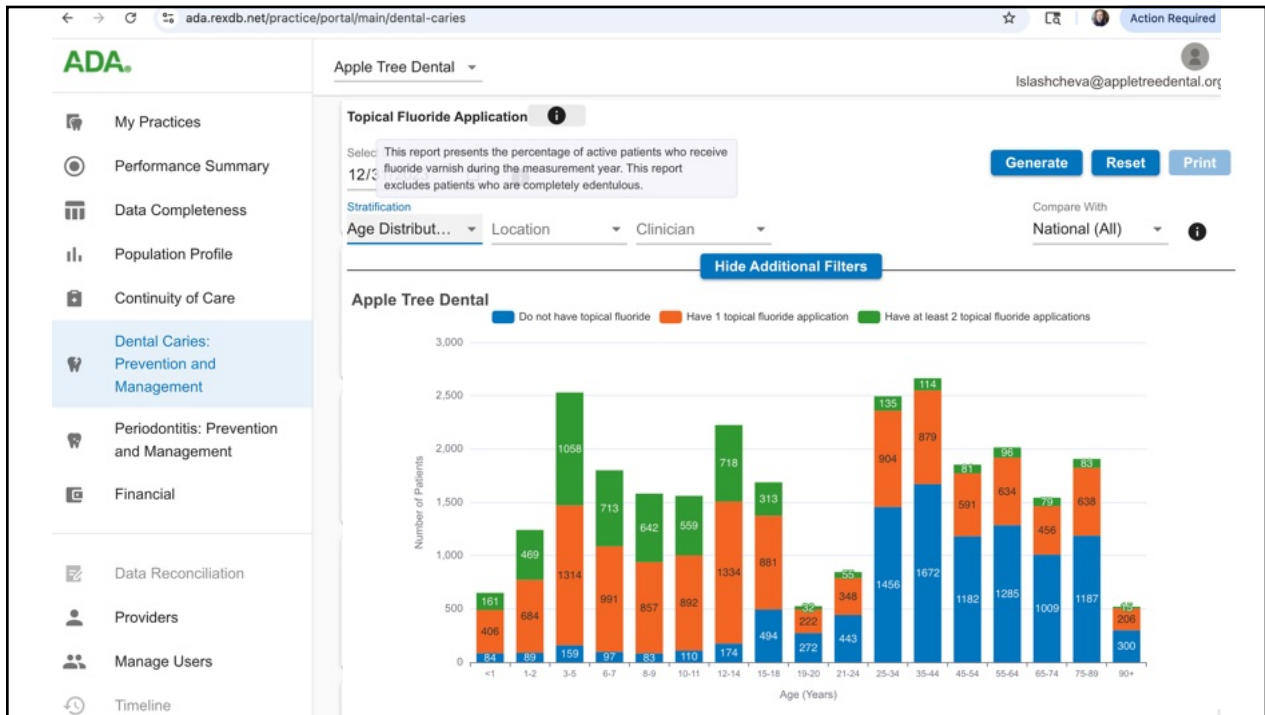 ada.rexdb.net/practice/portal/main/dental-caries
Action Required
ADA.
Apple Tree Dental
lslashcheva@appletreedental.org
My Practices
Performance Summary
Data Completeness
Population Profile
Continuity of Care
Dental Caries:
Prevention and
Management
Periodontitis: Prevention
and Management
Financial
Data Reconciliation
Providers
Manage Users
Timeline
Topical Fluoride Application
This report presents the percentage of active patients who receive
fluoride varnish during the measurement year. This report
excludes patients who are completely edentulous.
Selec
12/3
Generate
Reset
Print
Stratification
Age Distribut...
Location
Clinician
Compare With
National (All)
Hide Additional Filters
Apple Tree Dental
Do not have topical fluoride
Have 1 topical fluoride application
Have at least 2 topical fluoride applications
Number of Patients
3,000
2,500
2,000
1,500
1,000
500
0
161
406
84
469
684
89
1058
1314
159
713
991
97
642
857
83
559
892
110
718
1334
174
313
881
494
32
222
272
55
348
443
135
904
1456
114
879
1672
81
591
1182
96
634
1285
79
456
1009
83
638
1187
206
300
<1
1-2
3-5
6-7
8-9
10-11
12-14
15-18
19-20
21-24
25-34
35-44
45-54
55-64
65-74
75-89
90+
Age (Years)